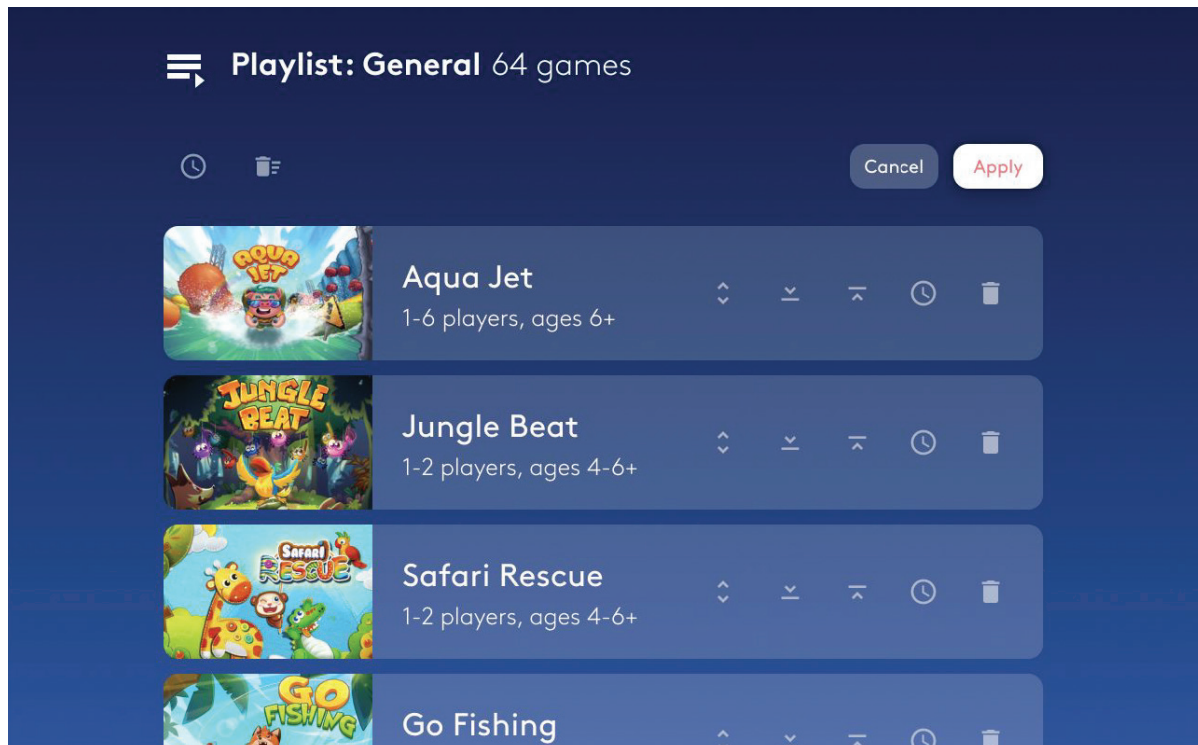 Playlist: General 64 games
Cancel
Apply
AQUA
JET
Aqua Jet
1-6 players, ages 6+
JUNGLE
BEAT
Jungle Beat
1-2 players, ages 4-6+
SAFARI
RESCUE
Safari Rescue
1-2 players, ages 4-6+
GO
FISHING
Go Fishing